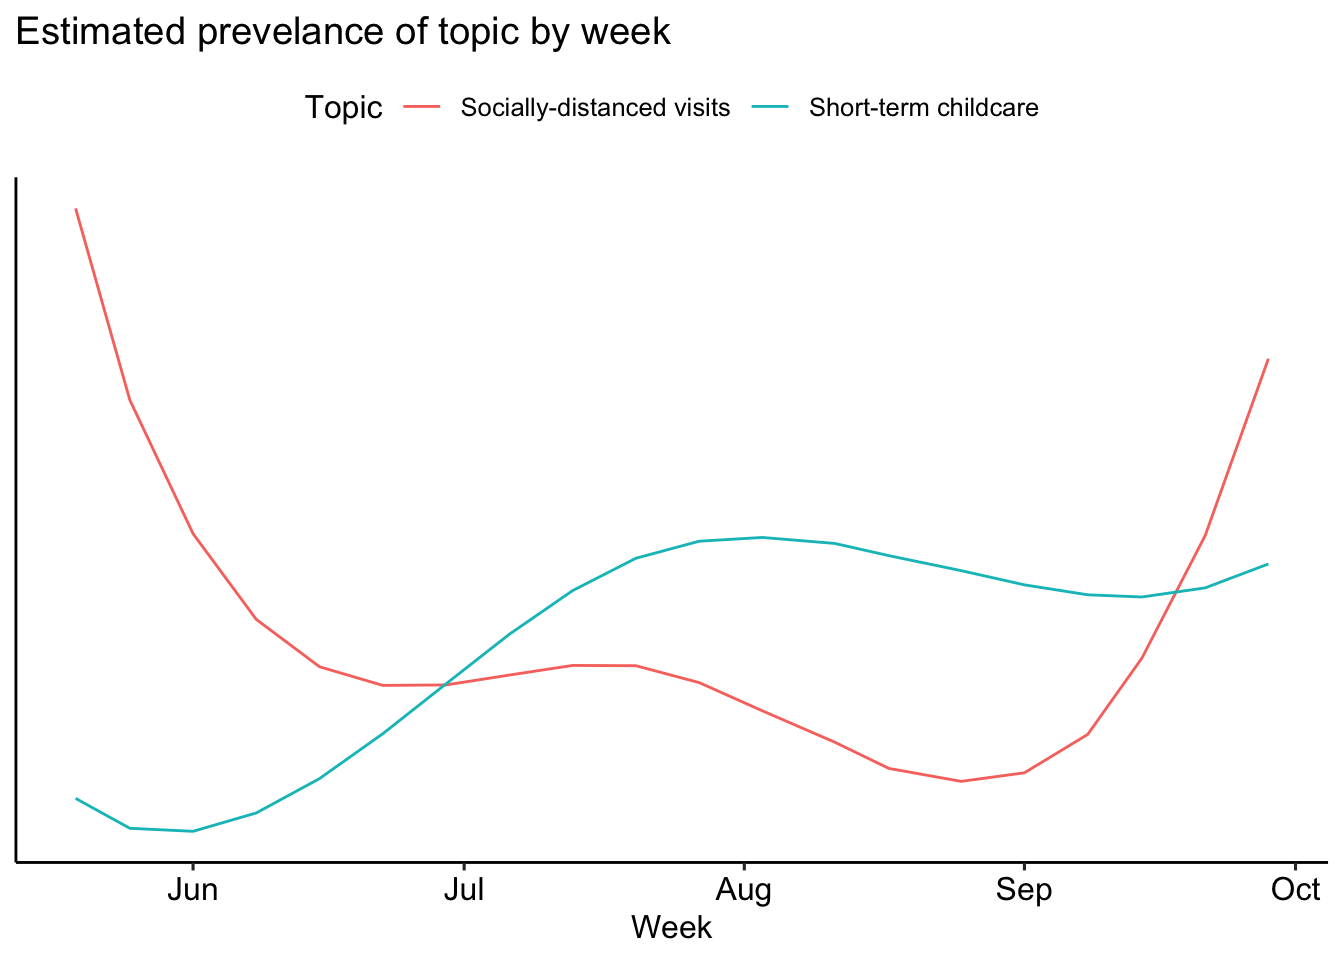 Estimated prevelance of topic by week
Topic Socially-distanced visits Short-term childcare
Jun Jul Aug Sep Oct
Week